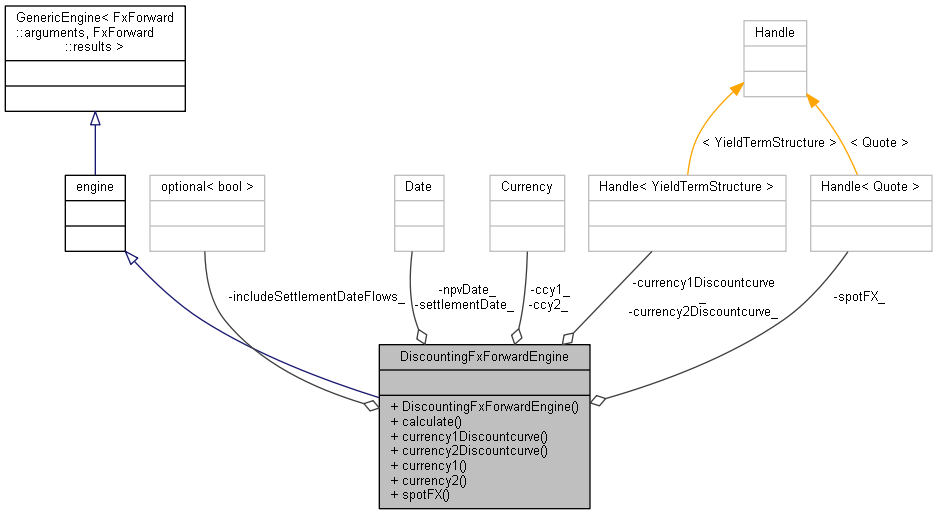 GenericEngine< FxForward
::arguments, FxForward
::results >
Handle
< YieldTermStructure >
< Quote >
engine
optional< bool >
Date
Currency
Handle< YieldTermStructure >
Handle< Quote >
-includeSettlementDateFlows_
-npvDate_
-settlementDate_
-ccy1_
-ccy2_
-currency1Discountcurve
_
-currency2Discountcurve_
-spotFX_
DiscountingFxForwardEngine
+ DiscountingFxForwardEngine()
+ calculate()
+ currency1Discountcurve()
+ currency2Discountcurve()
+ currency1()
+ currency2()
+ spotFX()